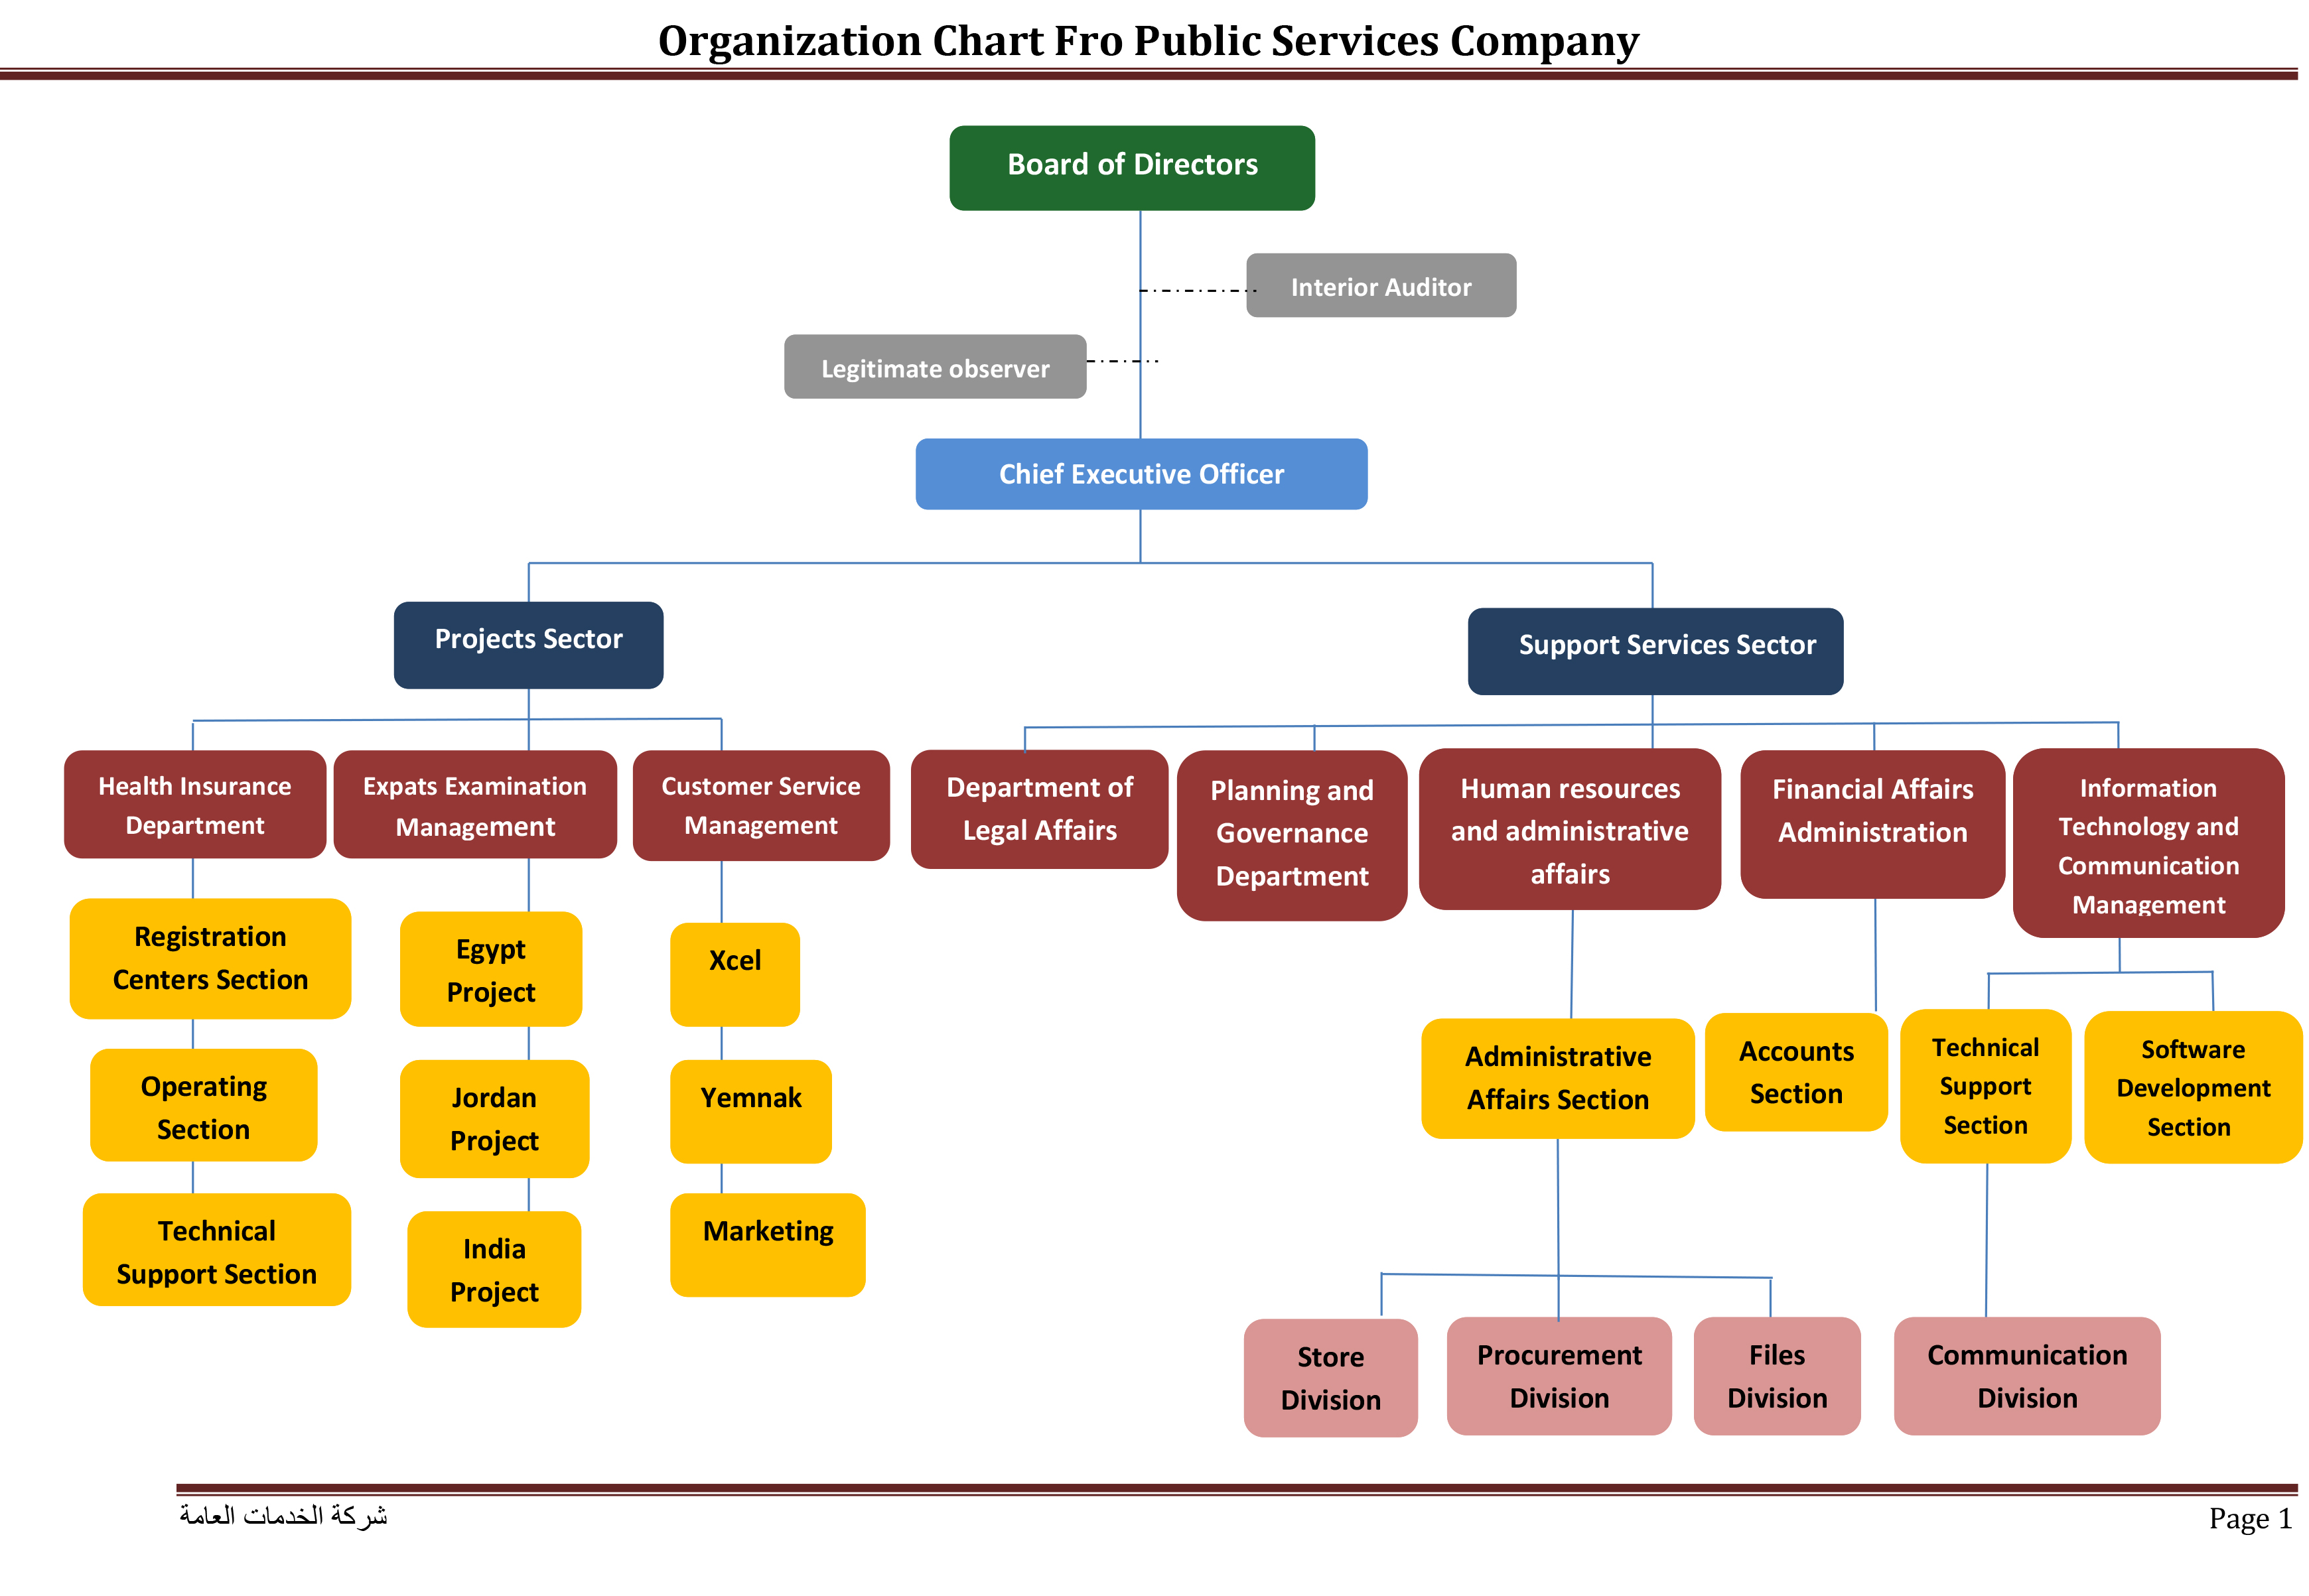 Organization Chart Fro Public Services Company
Board of Directors
Interior Auditor
Legitimate observer
Chief Executive Officer
Projects Sector
Support Services Sector
Health Insurance
Department
Expats Examination
Management
Customer Service
Management
Department of
Legal Affairs
Planning and
Governance
Department
Human resources
and administrative
affairs
Financial Affairs
Administration
Information
Technology and
Communication
Management
Registration
Centers Section
Egypt
Project
Xcel
Operating
Section
Jordan
Project
Yemnak
Administrative
Affairs Section
Accounts
Section
Technical
Support
Section
Software
Development
Section
Technical
Support Section
India
Project
Marketing
Store
Division
Procurement
Division
Files
Division
Communication
Division
شركة الخدمات العامة
Page 1